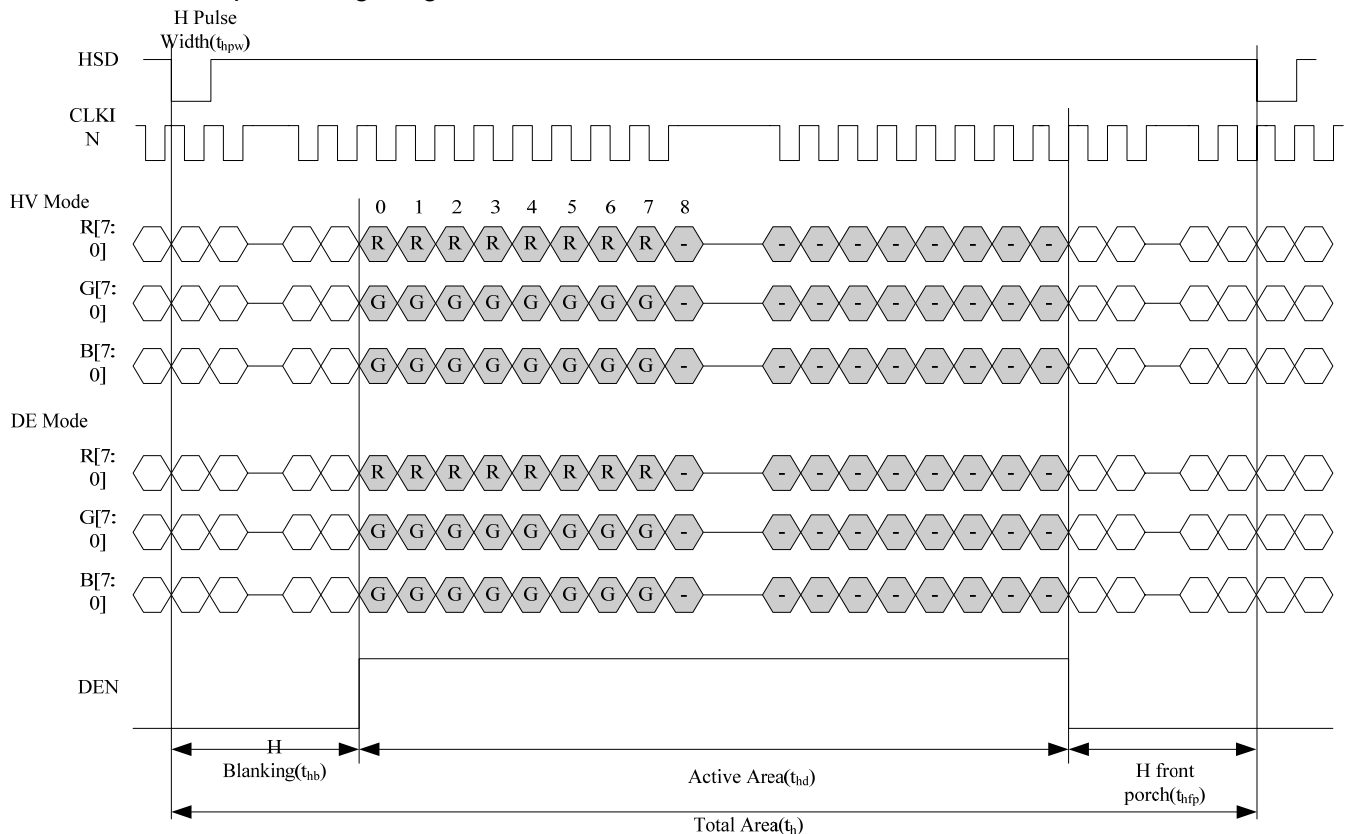 H Pulse
Width(thpw)
HSD
CLKI
N
HV Mode
0 1 2 3 4 5 6 7 8
R[7:
0]
R R R R R R R R - - - - - - - - -
G[7:
0]
G G G G G G G G - - - - - - - - -
B[7:
0]
G G G G G G G G - - - - - - - - -
DE Mode
R[7:
0]
R R R R R R R R - - - - - - - - -
G[7:
0]
G G G G G G G G - - - - - - - - -
B[7:
0]
G G G G G G G G - - - - - - - - -
DEN
H
Blanking(thb)
Active Area(thd)
H front
porch(thfp)
Total Area(th)